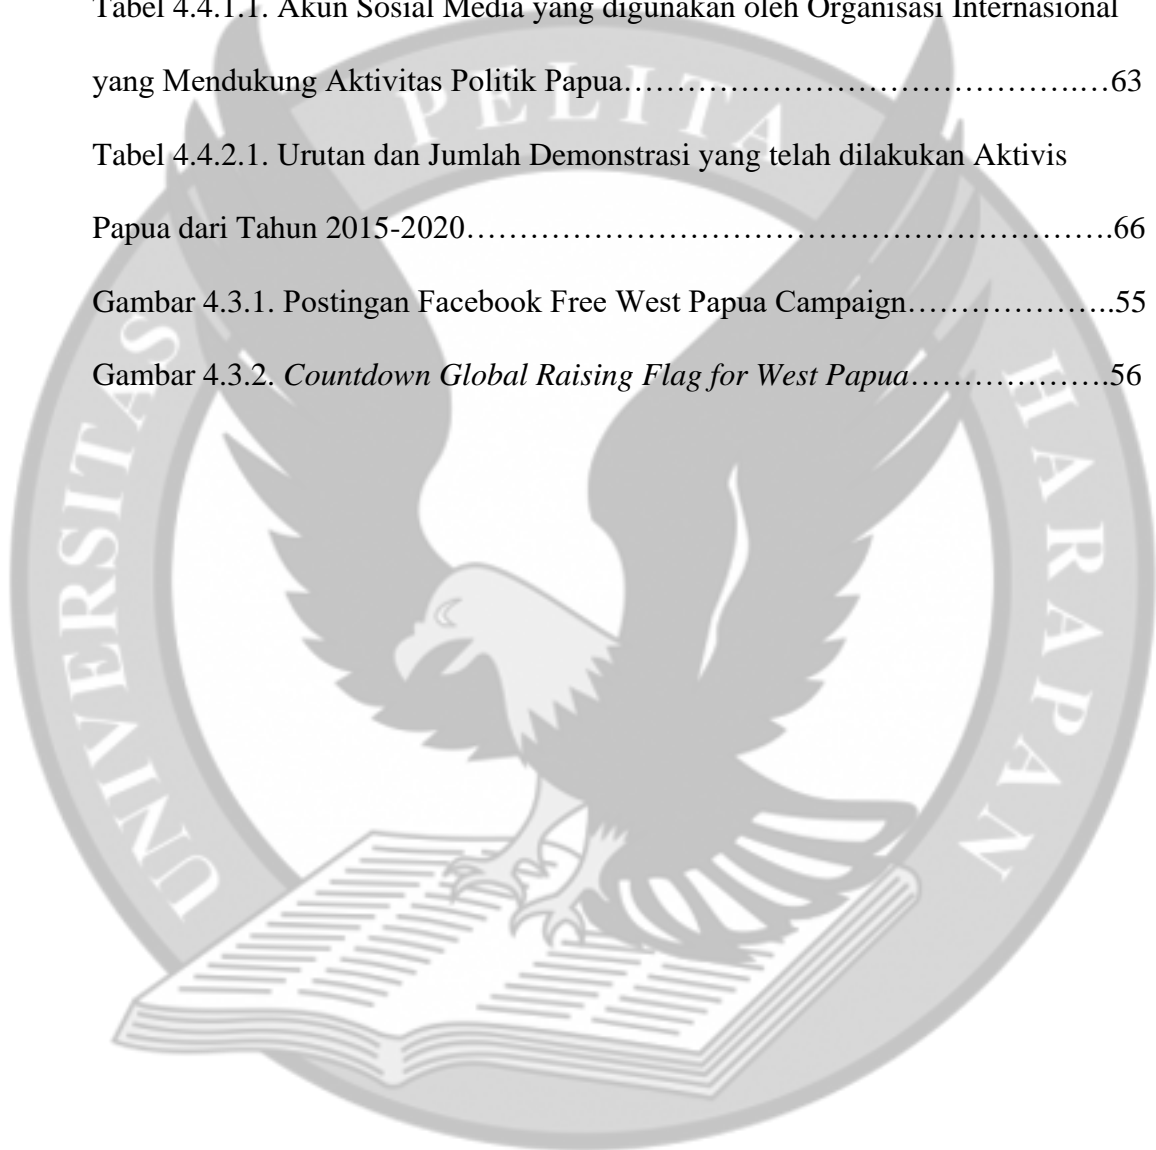 Tabel 4.4.1.1. Akun Sosial Media yang digunakan oleh Organisasi Internasional
yang Mendukung Aktivitas Politik Papua……………………………………….…63
Tabel 4.4.2.1. Urutan dan Jumlah Demonstrasi yang telah dilakukan Aktivis
Papua dari Tahun 2015-2020…………………………………………………….66
Gambar 4.3.1. Postingan Facebook Free West Papua Campaign………………..55
Gambar 4.3.2. Countdown Global Raising Flag for West Papua……………….56
UNIVERSITAS PELITA HARAPAN